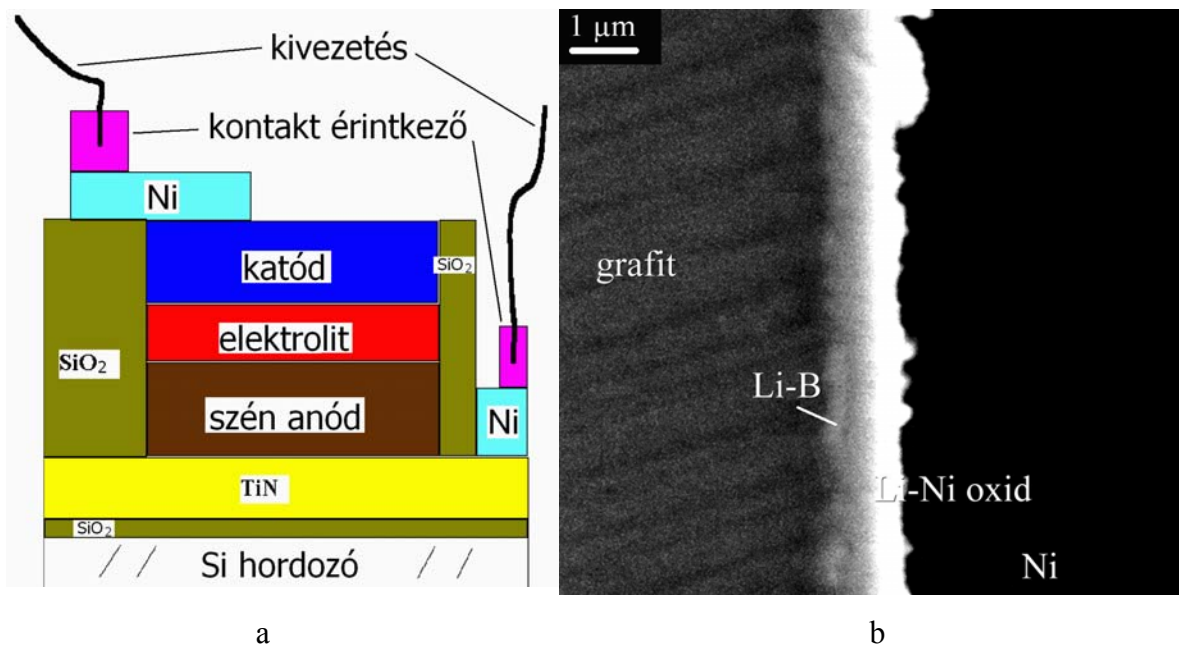 kivezetés
kontakt érintkező
Ni
katód
SiO₂
elektrolit
SiO₂
szén anód
Ni
TiN
SiO₂
Si hordozó
a
1 µm
grafit
Li-B
Li-Ni oxid
Ni
b